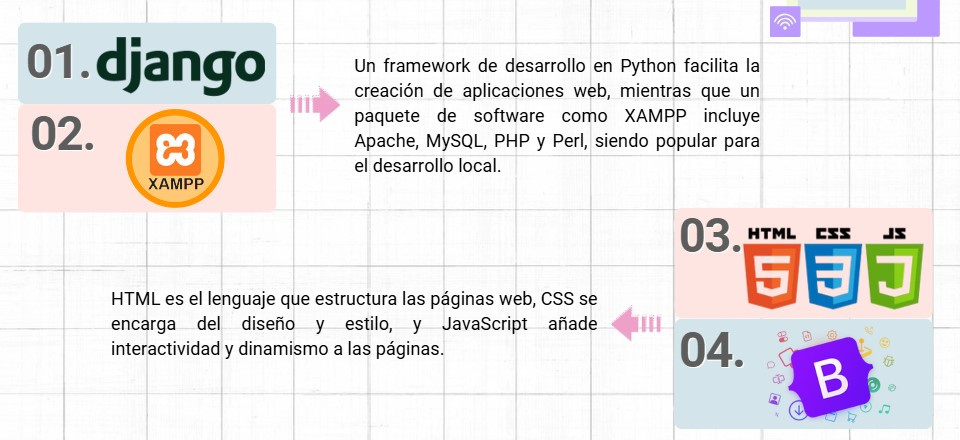 01. django
02.
XAMPP
Un framework de desarrollo en Python facilita la
creación de aplicaciones web, mientras que un
paquete de software como XAMPP incluye
Apache, MySQL, PHP y Perl, siendo popular para
el desarrollo local.
03. HTML CSS JS
5 3 J
HTML es el lenguaje que estructura las páginas web, CSS se
encarga del diseño y estilo, y JavaScript añade
interactividad y dinamismo a las páginas.
04.
B